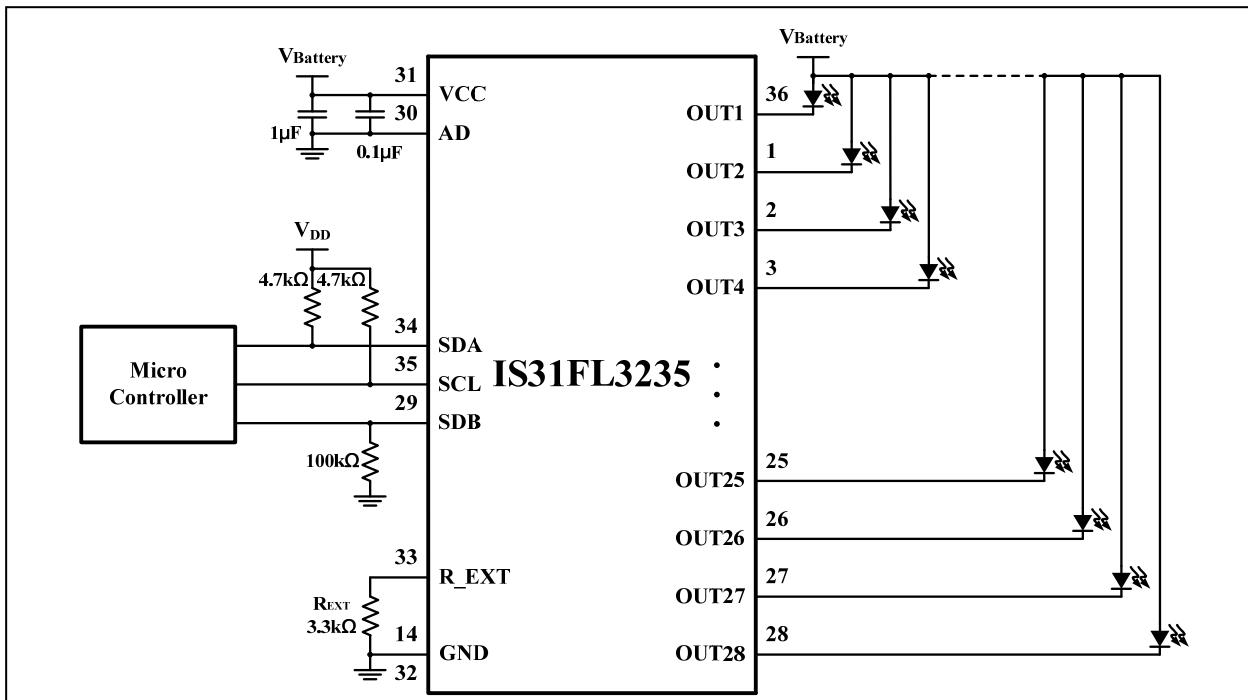 VBattery
31
VCC
30
AD
1µF
0.1µF
VDD
4.7kΩ 4.7kΩ
Micro
Controller
34
SDA
35
SCL
29
SDB
100kΩ
33
R_EXT
REXT
3.3kΩ
14
GND
32
IS31FL3235
VBattery
36
OUT1
1
OUT2
2
OUT3
3
OUT4
25
OUT25
26
OUT26
27
OUT27
28
OUT28